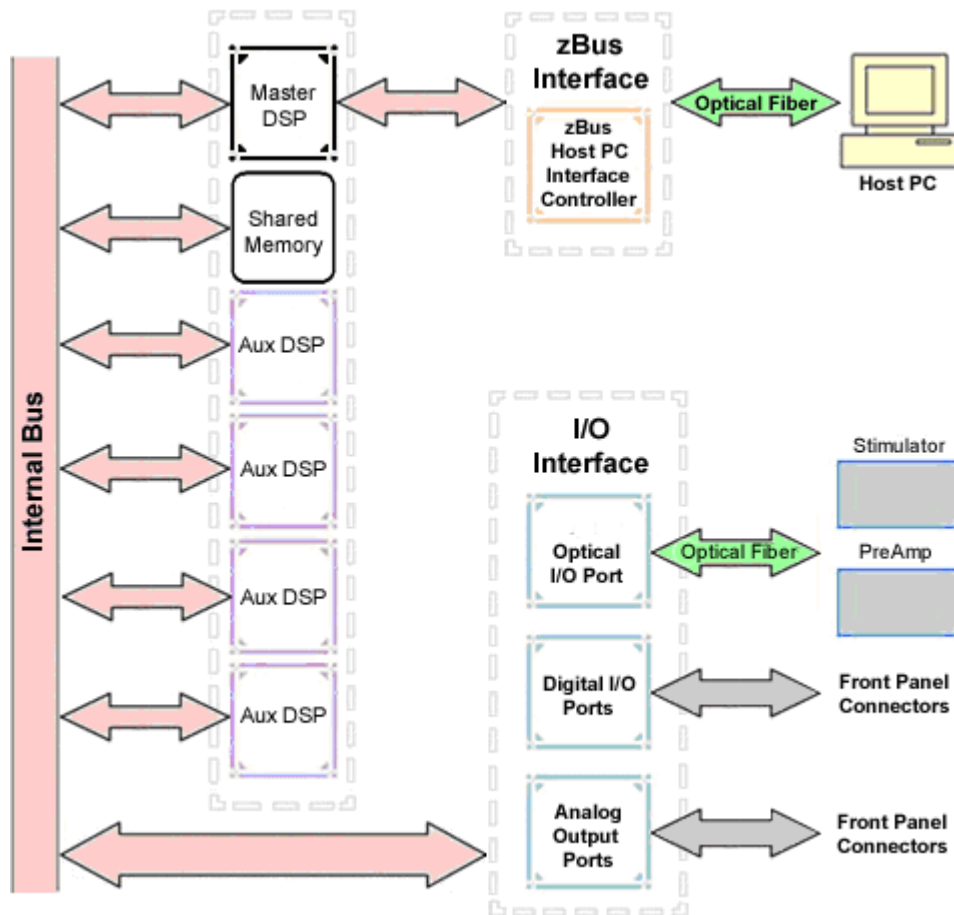 Internal Bus
Master
DSP
Shared
Memory
Aux DSP
Aux DSP
Aux DSP
Aux DSP
zBus
Interface
zBus
Host PC
Interface
Controller
Optical Fiber
Host PC
I/O
Interface
Optical
I/O Port
Optical Fiber
Stimulator
PreAmp
Digital I/O
Ports
Front Panel
Connectors
Analog
Output
Ports
Front Panel
Connectors